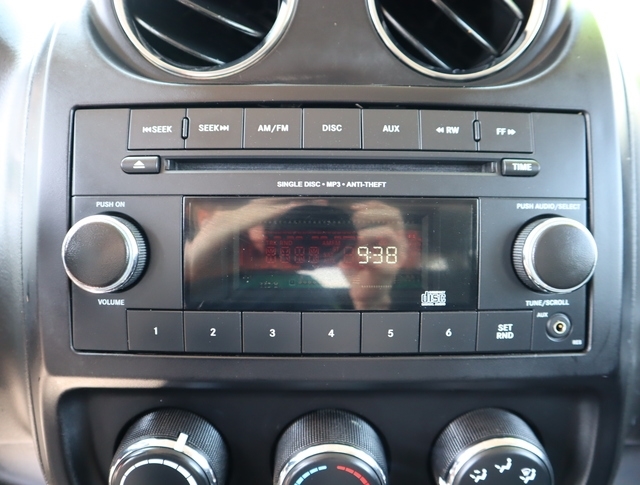 SEEK SEEK AM/FM DISC AUX RW FF
TIME
SINGLE DISC • MP3 • ANTI-THEFT
PUSH ON PUSH AUDIO/SELECT
9:38
VOLUME TUNE/SCROLL
disc
1 2 3 4 5 6 SET RND AUX